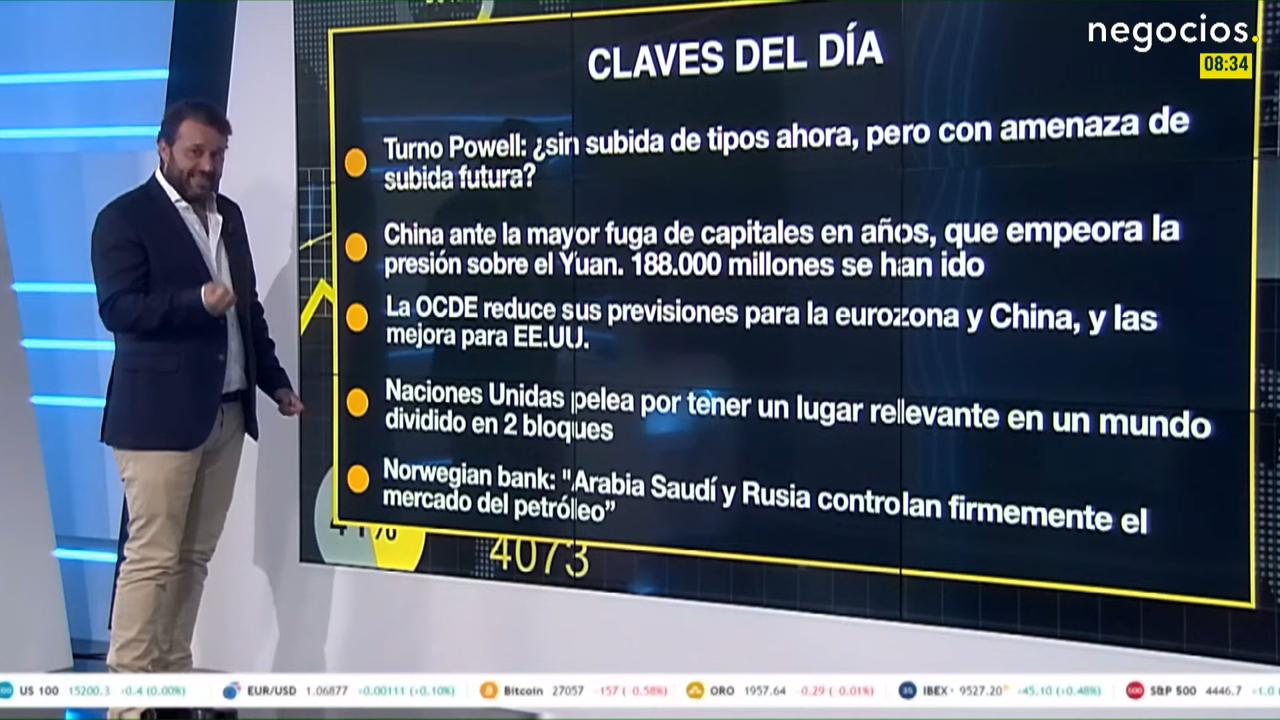 negocios.
08:34
CLAVES DEL DÍA
Turno Powell: ¿sin subida de tipos ahora, pero con amenaza de
subida futura?
China ante la mayor fuga de capitales en años, que empeora la
presión sobre el Yuan. 188.000 millones se han ido
La OCDE reduce sus previsiones para la eurozona y China, y las
mejora para EE.UU.
Naciones Unidas pelea por tener un lugar relevante en un mundo
dividido en 2 bloques
Norwegian bank: "Arabia Saudí y Rusia controlan firmemente el
mercado del petróleo”
4073
US 100 15200.3 -0.4 (0.00%) EUR/USD 1.06877 +0.00111 (+0.10%) Bitcoin 27057 -157 (-0.58%) ORO 1957.64 -0.29 (-0.01%) 35 IBEX 9527.20 +45.10 (+0.48%) 500 S&P 500 4446.7